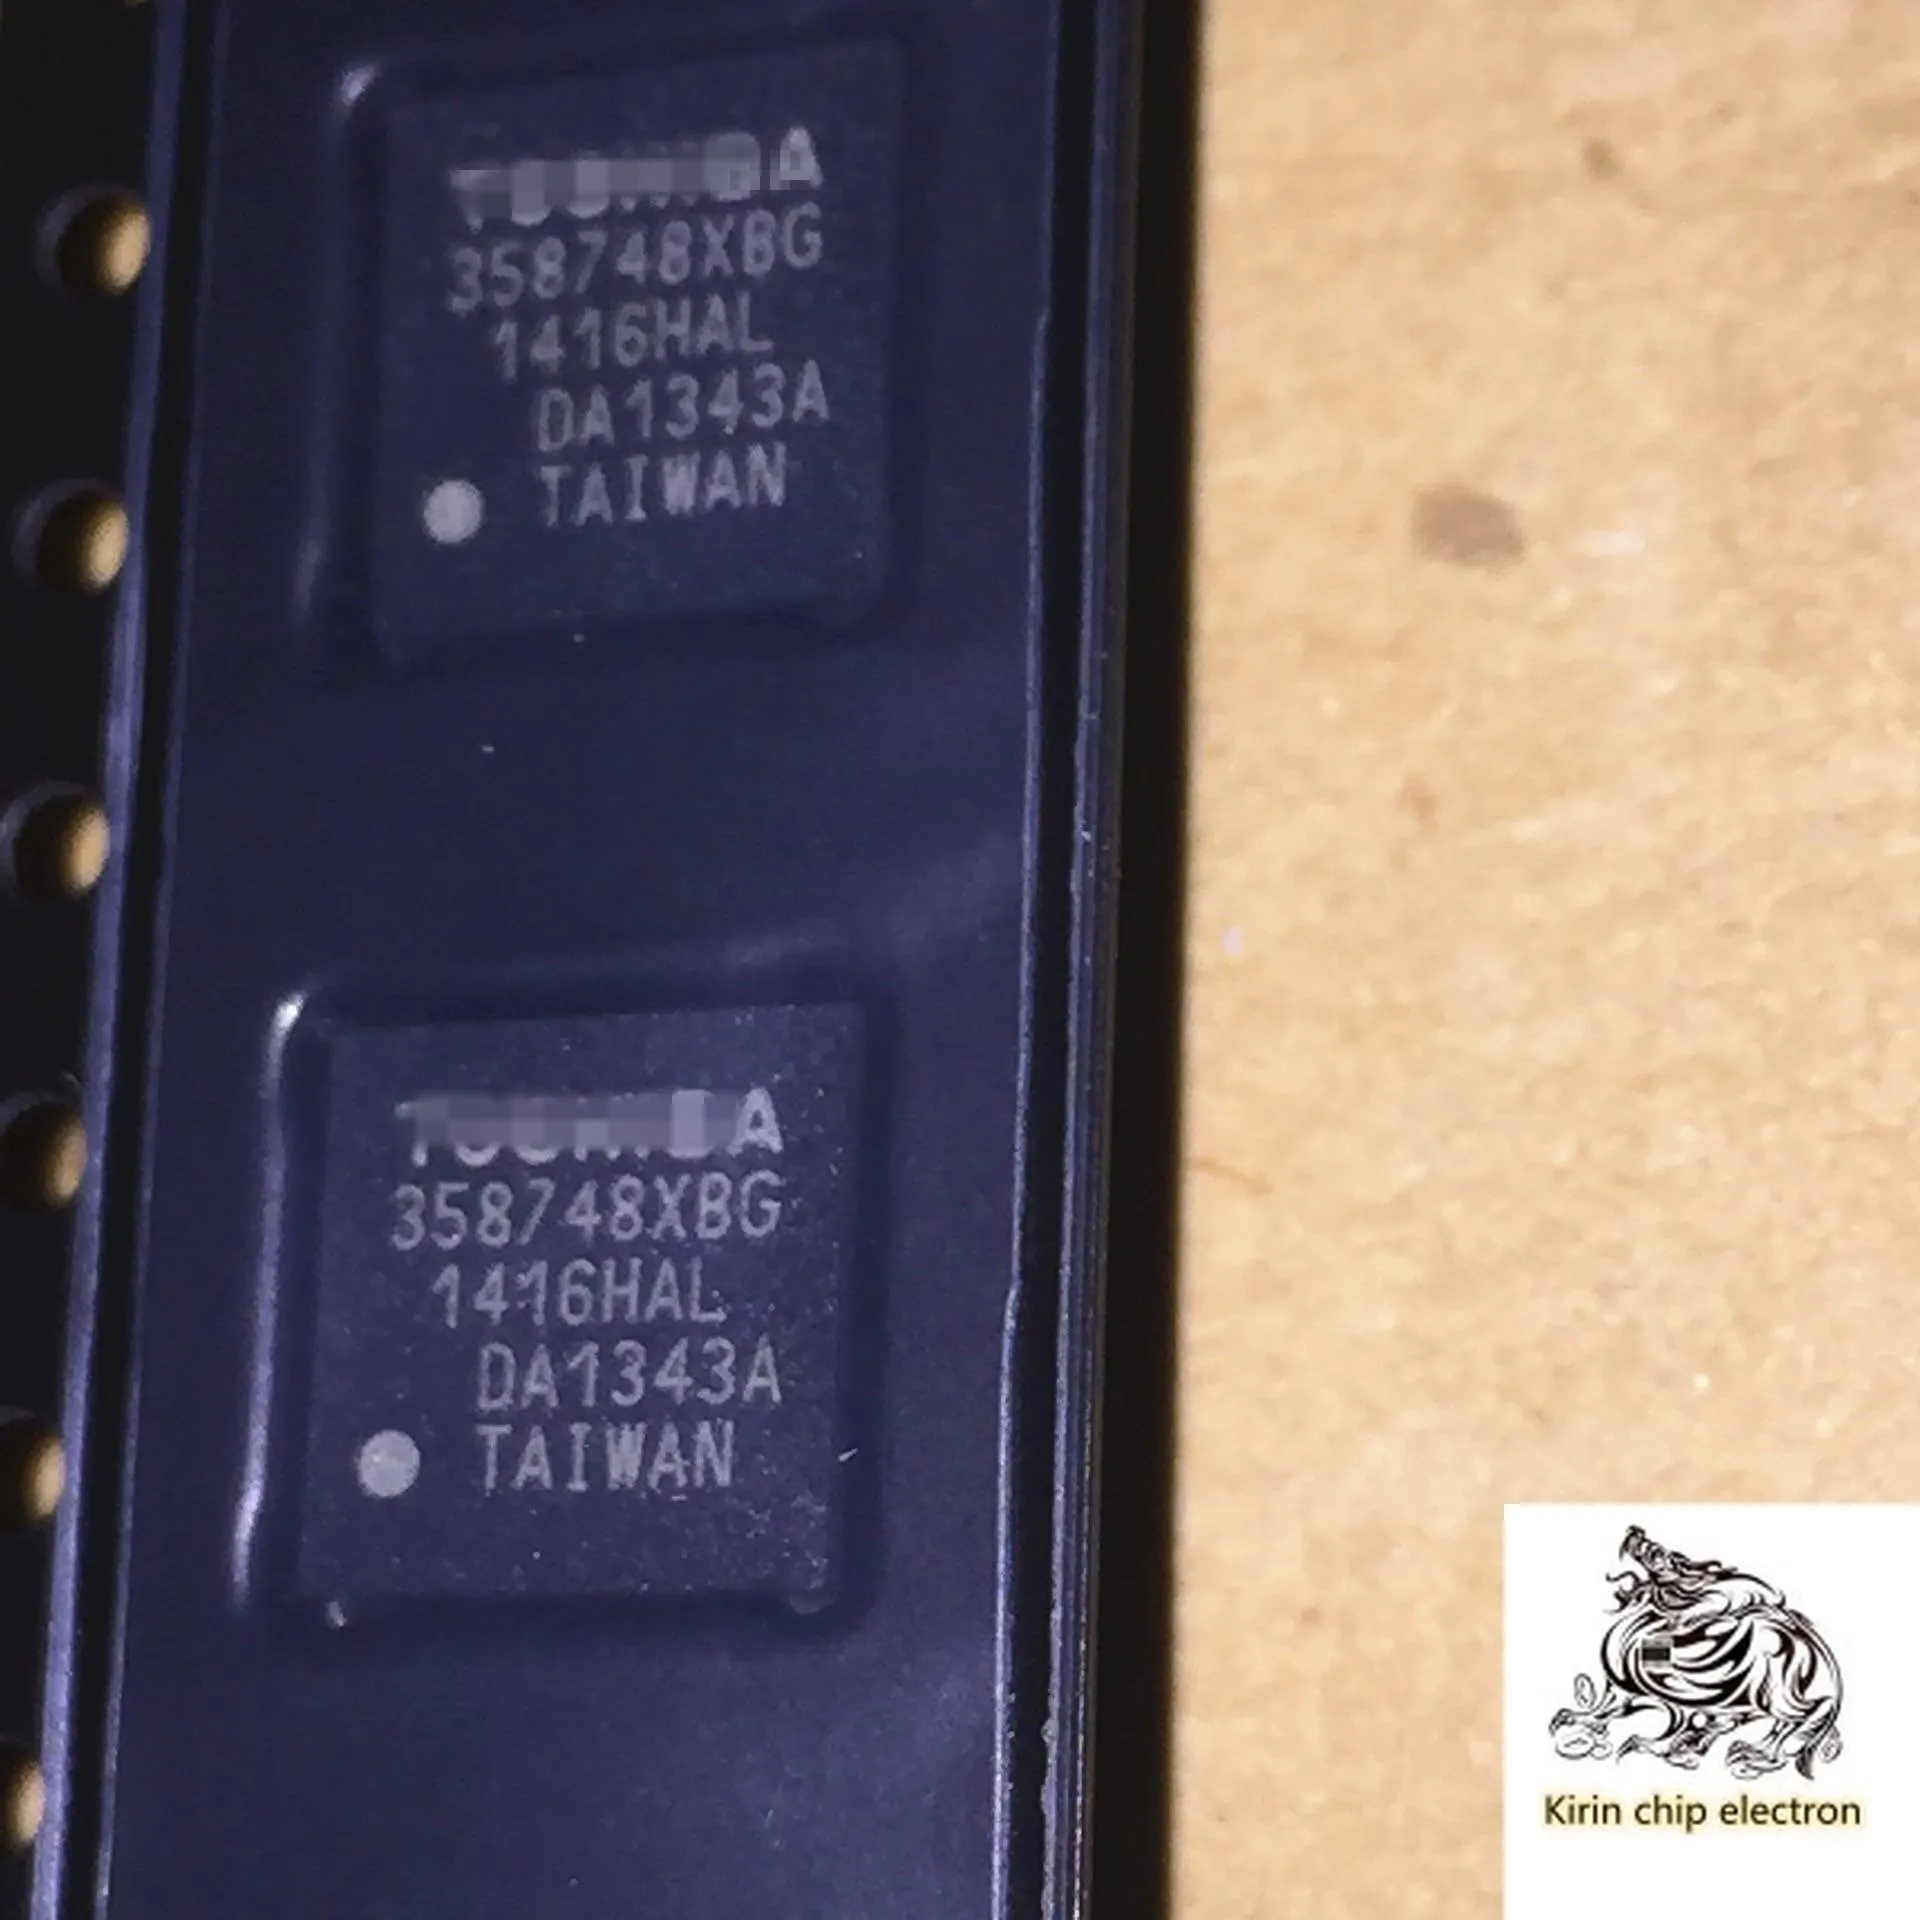 358748XBG
1416HAL
DA1343A
TAIWAN
358748XBG
1416HAL
DA1343A
TAIWAN
Kirin chip electron